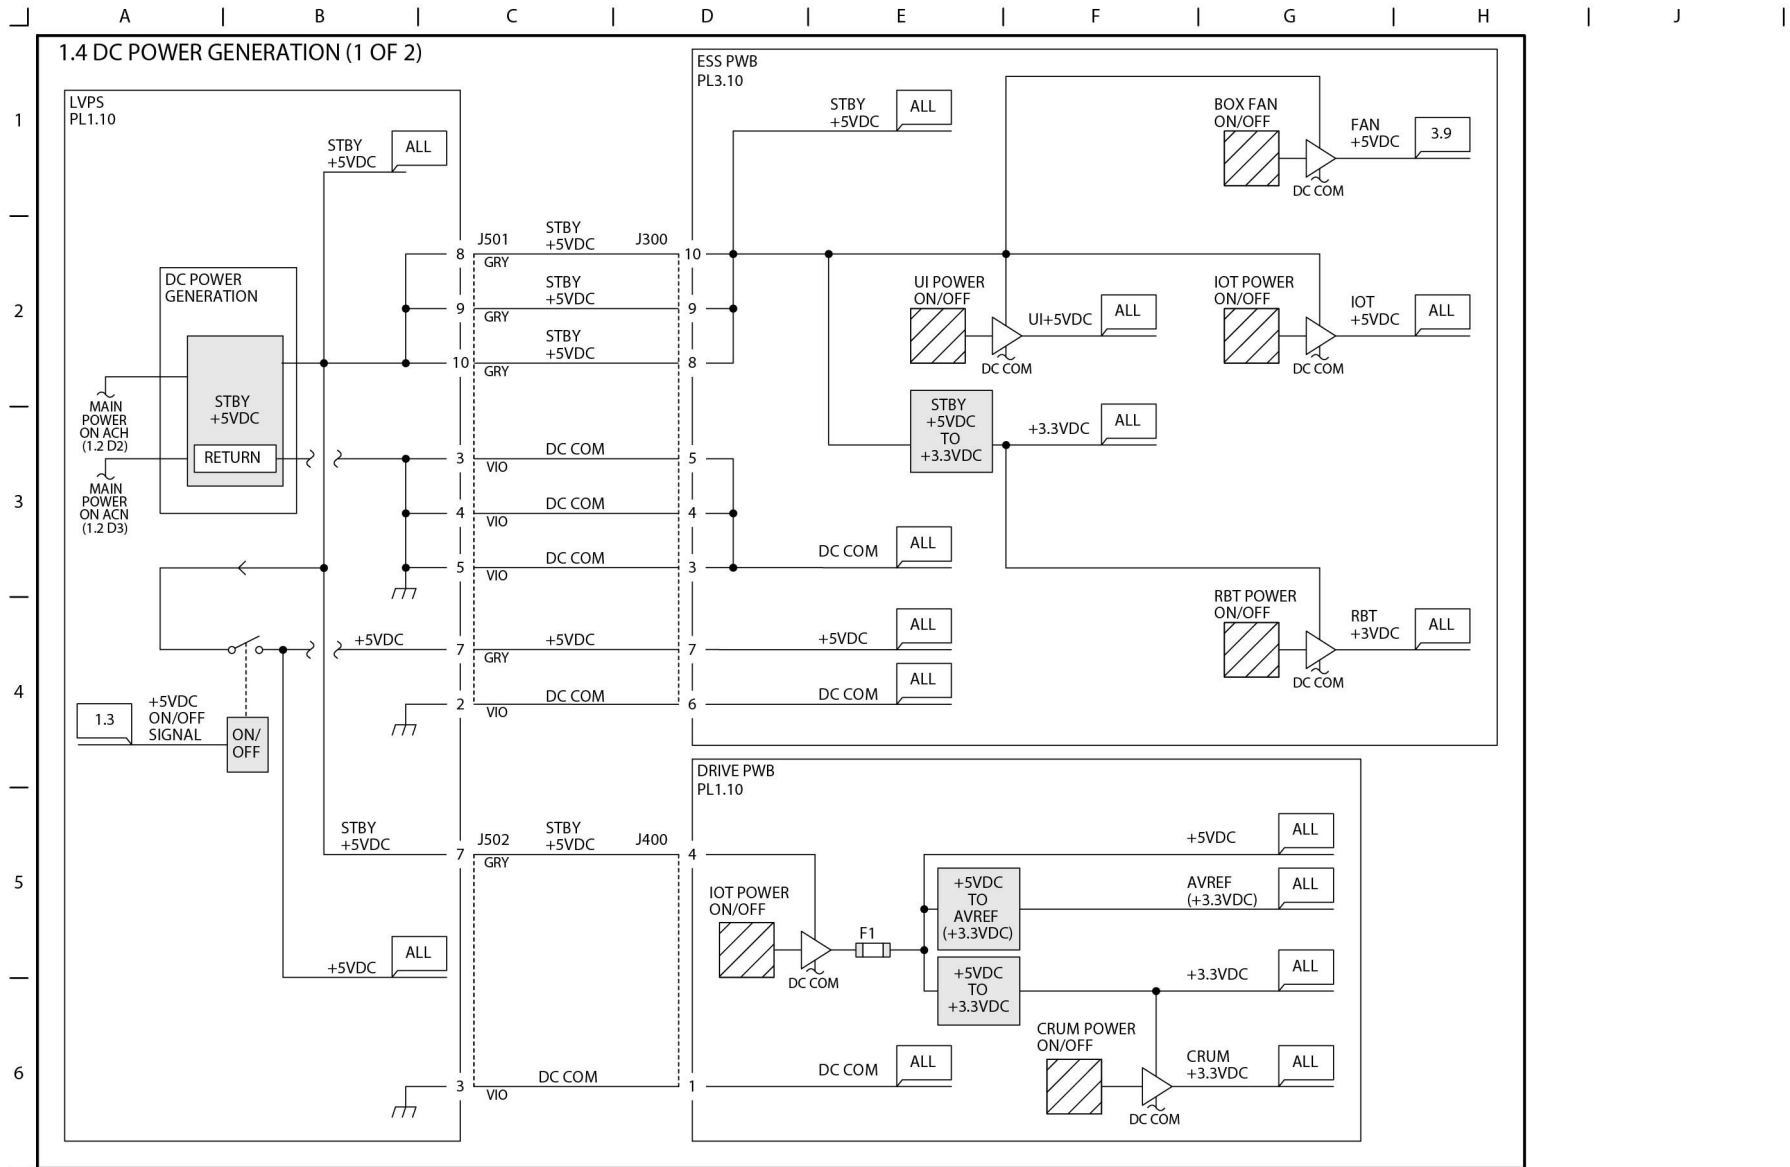 A B C D E F G H J
1.4 DC POWER GENERATION (1 OF 2)
1
2
3
4
5
6
LVPS
PL1.10
STBY
+5VDC
ALL
DC POWER
GENERATION
STBY
+5VDC
RETURN
MAIN
POWER
ON ACH
(1.2 D2)
MAIN
POWER
ON ACN
(1.2 D3)
+5VDC
1.3
+5VDC
ON/OFF
SIGNAL
ON/
OFF
STBY
+5VDC
+5VDC
ALL
J501
STBY
+5VDC
J300
8
GRY
10
STBY
+5VDC
9
GRY
9
STBY
+5VDC
10
GRY
8
DC COM
3
VIO
5
DC COM
4
VIO
4
DC COM
5
VIO
3
+5VDC
7
GRY
7
DC COM
2
VIO
6
J502
STBY
+5VDC
J400
7
GRY
4
DC COM
3
VIO
1
ESS PWB
PL3.10
STBY
+5VDC
ALL
BOX FAN
ON/OFF
FAN
+5VDC
3.9
DC COM
UI POWER
ON/OFF
UI+5VDC
ALL
DC COM
IOT POWER
ON/OFF
IOT
+5VDC
ALL
DC COM
STBY
+5VDC
TO
+3.3VDC
+3.3VDC
ALL
DC COM
ALL
RBT POWER
ON/OFF
RBT
+3VDC
ALL
DC COM
+5VDC
ALL
DC COM
ALL
DRIVE PWB
PL1.10
+5VDC
ALL
IOT POWER
ON/OFF
DC COM
F1
+5VDC
TO
AVREF
(+3.3VDC)
AVREF
(+3.3VDC)
ALL
+5VDC
TO
+3.3VDC
+3.3VDC
ALL
CRUM POWER
ON/OFF
CRUM
+3.3VDC
ALL
DC COM
DC COM
ALL